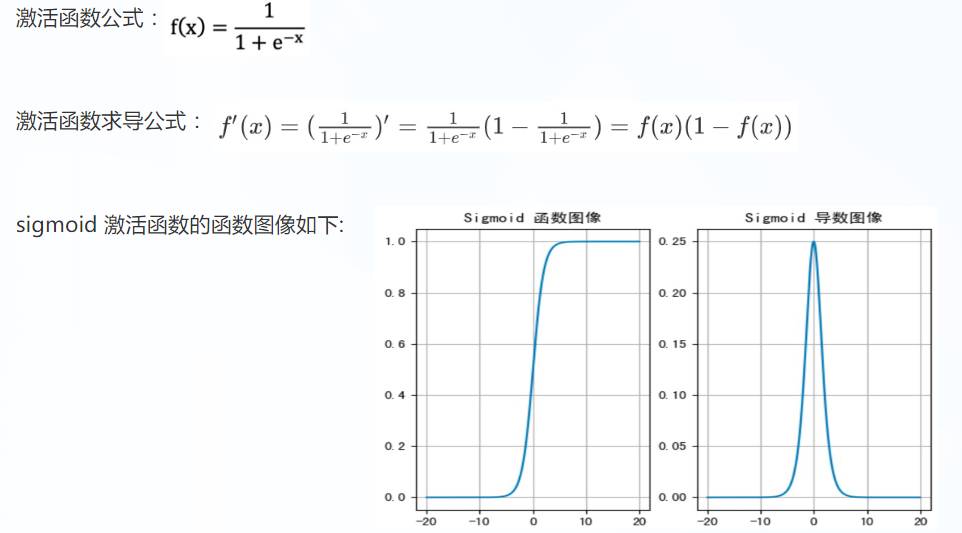 激活函数公式： f(x) = 1 / (1 + e^{-x})
激活函数求导公式： f′(x) = (1/(1+e^{-x}))′ = 1/(1+e^{-x}) (1 − 1/(1+e^{-x})) = f(x)(1 − f(x))
sigmoid 激活函数的函数图像如下:
Sigmoid 函数图像
1.0
0.8
0.6
0.4
0.2
0.0
-20 -10 0 10 20
Sigmoid 导数图像
0.25
0.20
0.15
0.10
0.05
0.00
-20 -10 0 10 20